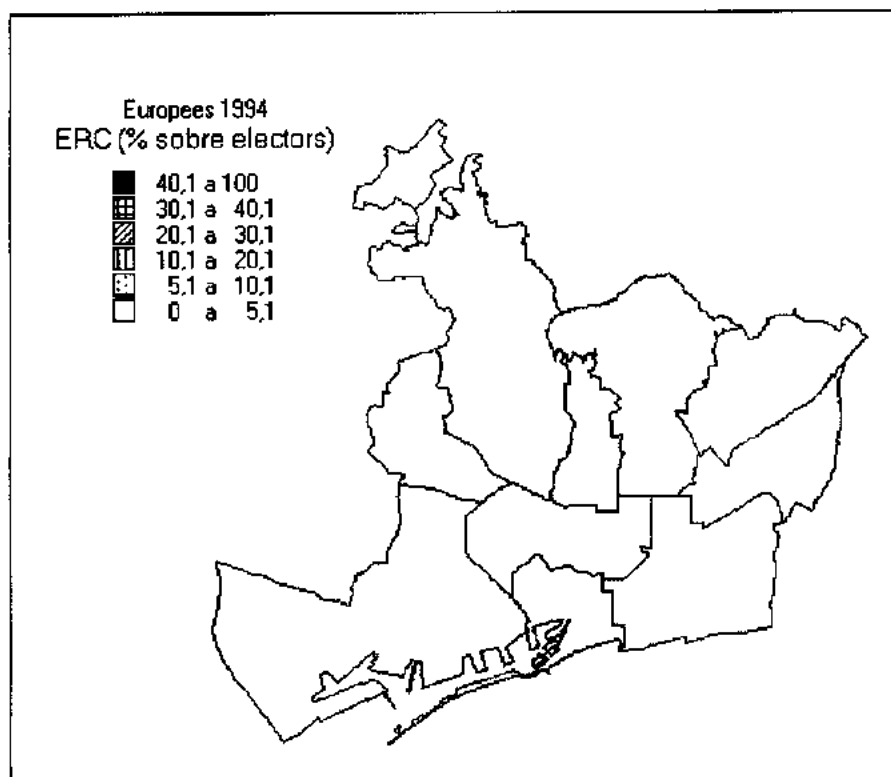 Europees 1994
ERC (% sobre electors)
40,1 a 100
30,1 a 40,1
20,1 a 30,1
10,1 a 20,1
5,1 a 10,1
0 a 5,1